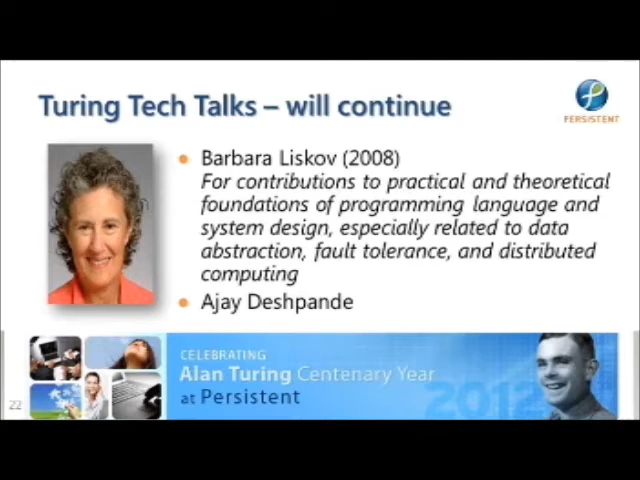 Turing Tech Talks – will continue
PERSISTENT
Barbara Liskov (2008)
For contributions to practical and theoretical
foundations of programming language and
system design, especially related to data
abstraction, fault tolerance, and distributed
computing
Ajay Deshpande
CELEBRATING
Alan Turing Centenary Year
at Persistent
2012
22